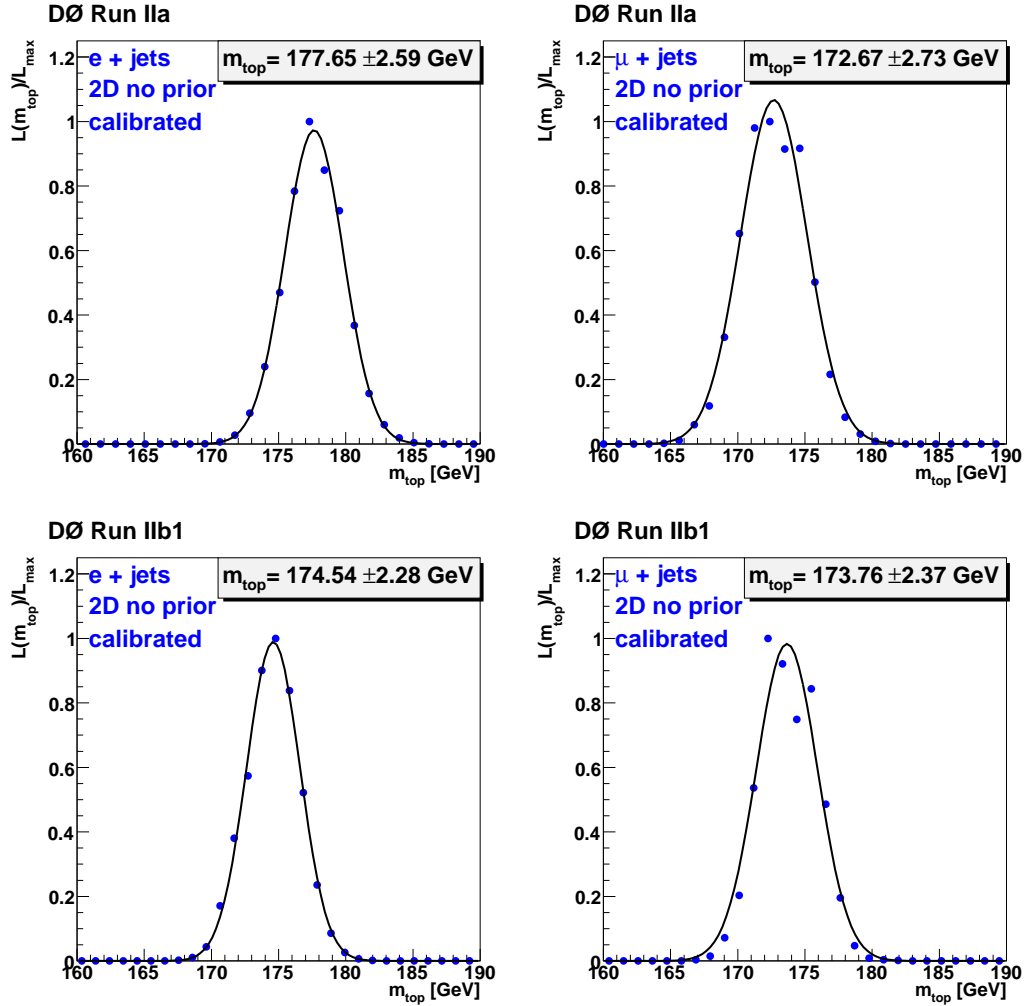 DØ Run IIa
e + jets
2D no prior
calibrated
m_top= 177.65 ±2.59 GeV
L(m_top)/L_max
0 0.2 0.4 0.6 0.8 1 1.2
160 165 170 175 180 185 190
m_top [GeV]
DØ Run IIa
μ + jets
2D no prior
calibrated
m_top= 172.67 ±2.73 GeV
L(m_top)/L_max
0 0.2 0.4 0.6 0.8 1 1.2
160 165 170 175 180 185 190
m_top [GeV]
DØ Run IIb1
e + jets
2D no prior
calibrated
m_top= 174.54 ±2.28 GeV
L(m_top)/L_max
0 0.2 0.4 0.6 0.8 1 1.2
160 165 170 175 180 185 190
m_top [GeV]
DØ Run IIb1
μ + jets
2D no prior
calibrated
m_top= 173.76 ±2.37 GeV
L(m_top)/L_max
0 0.2 0.4 0.6 0.8 1 1.2
160 165 170 175 180 185 190
m_top [GeV]